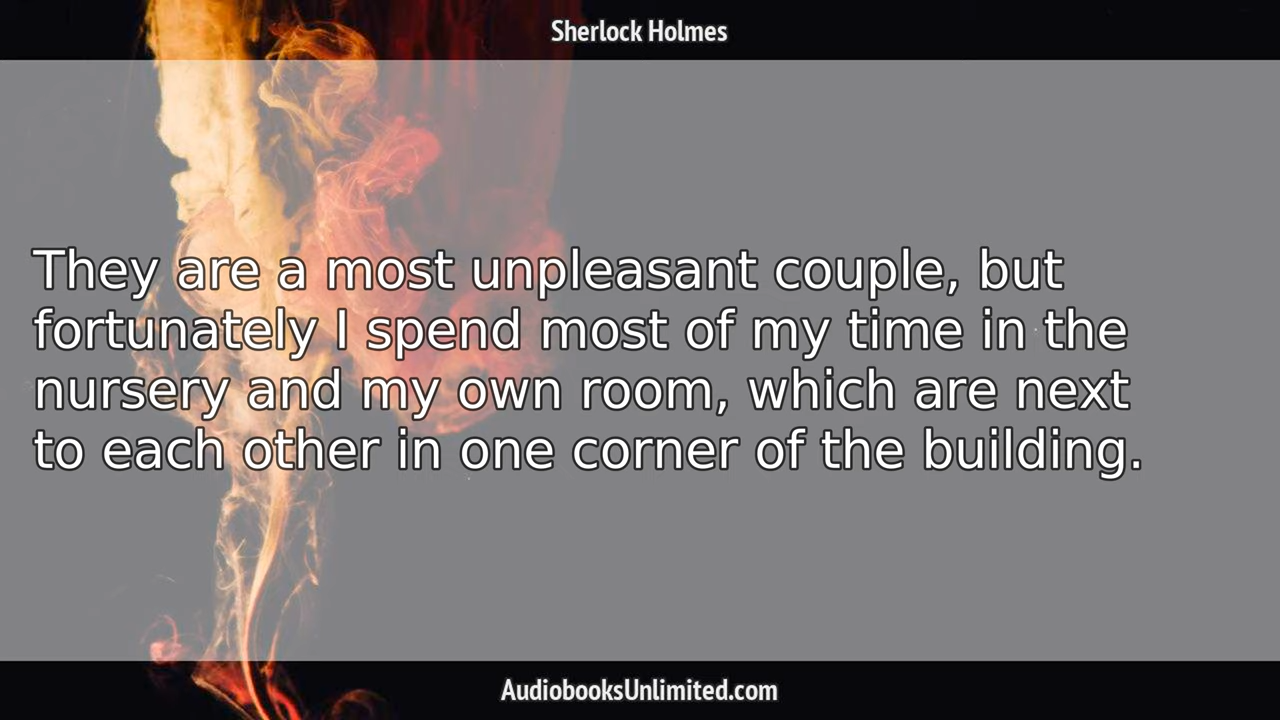 Sherlock Holmes
They are a most unpleasant couple, but
fortunately I spend most of my time in the
nursery and my own room, which are next
to each other in one corner of the building.
AudiobooksUnlimited.com